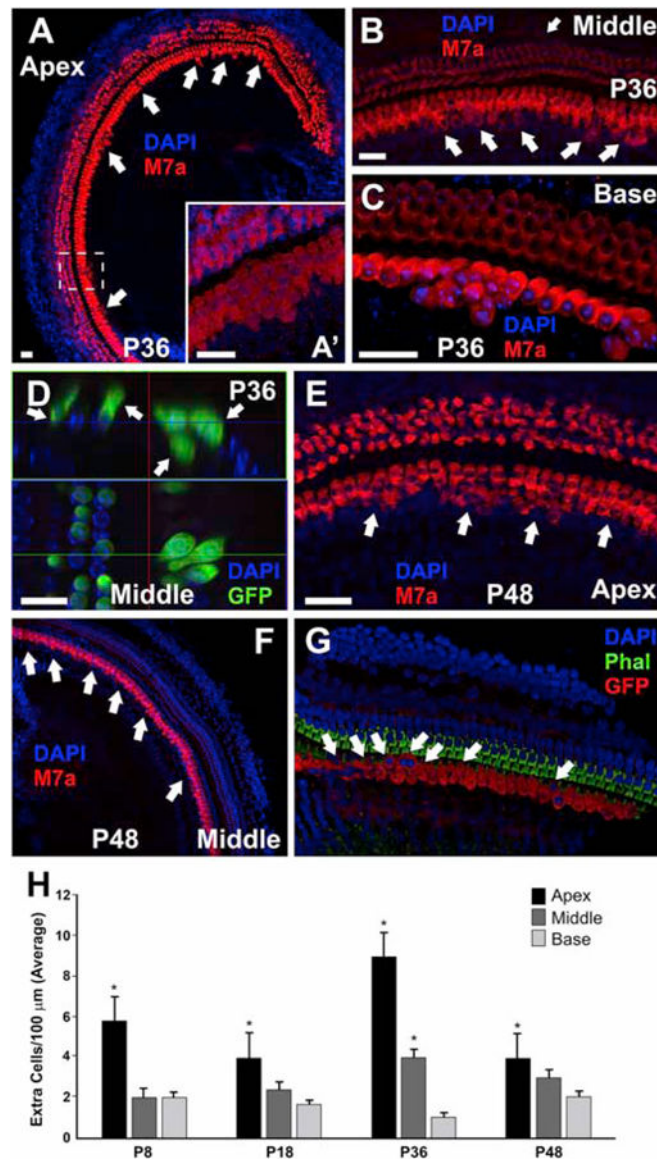 A
Apex
DAPI
M7a
P36
A'
B
DAPI
M7a
Middle
P36
C
Base
P36
DAPI
M7a
D
P36
Middle
DAPI
GFP
E
DAPI
M7a
P48
Apex
F
DAPI
M7a
P48
Middle
G
DAPI
Phal
GFP
H
Extra Cells/100 µm (Average)
12
10
8
6
4
2
0
* * * * *
Apex
Middle
Base
P8 P18 P36 P48